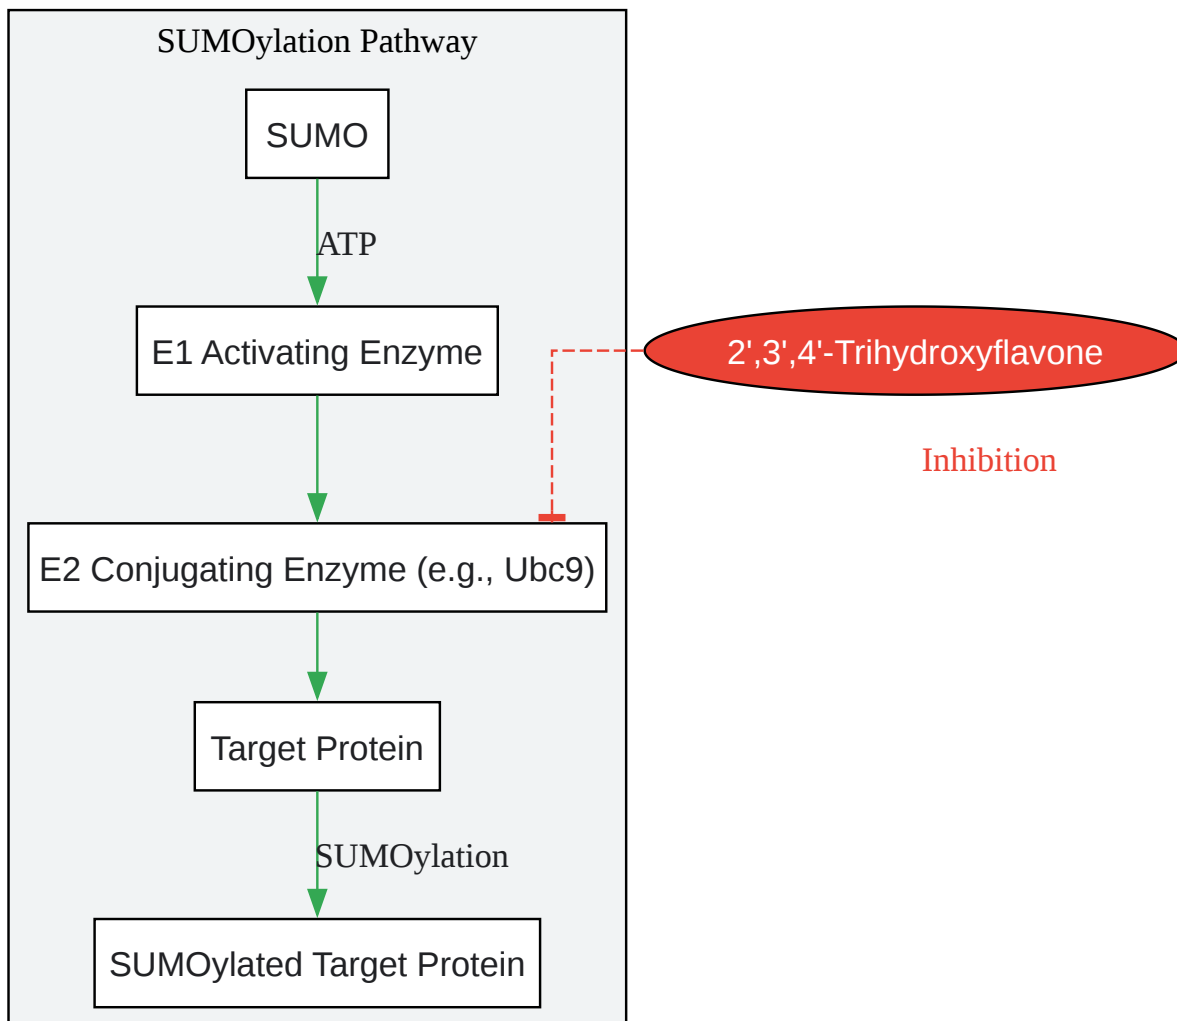 SUMOylation Pathway
SUMO
ATP
E1 Activating Enzyme
2',3',4'-Trihydroxyflavone
Inhibition
E2 Conjugating Enzyme (e.g., Ubc9)
Target Protein
SUMOylation
SUMOylated Target Protein